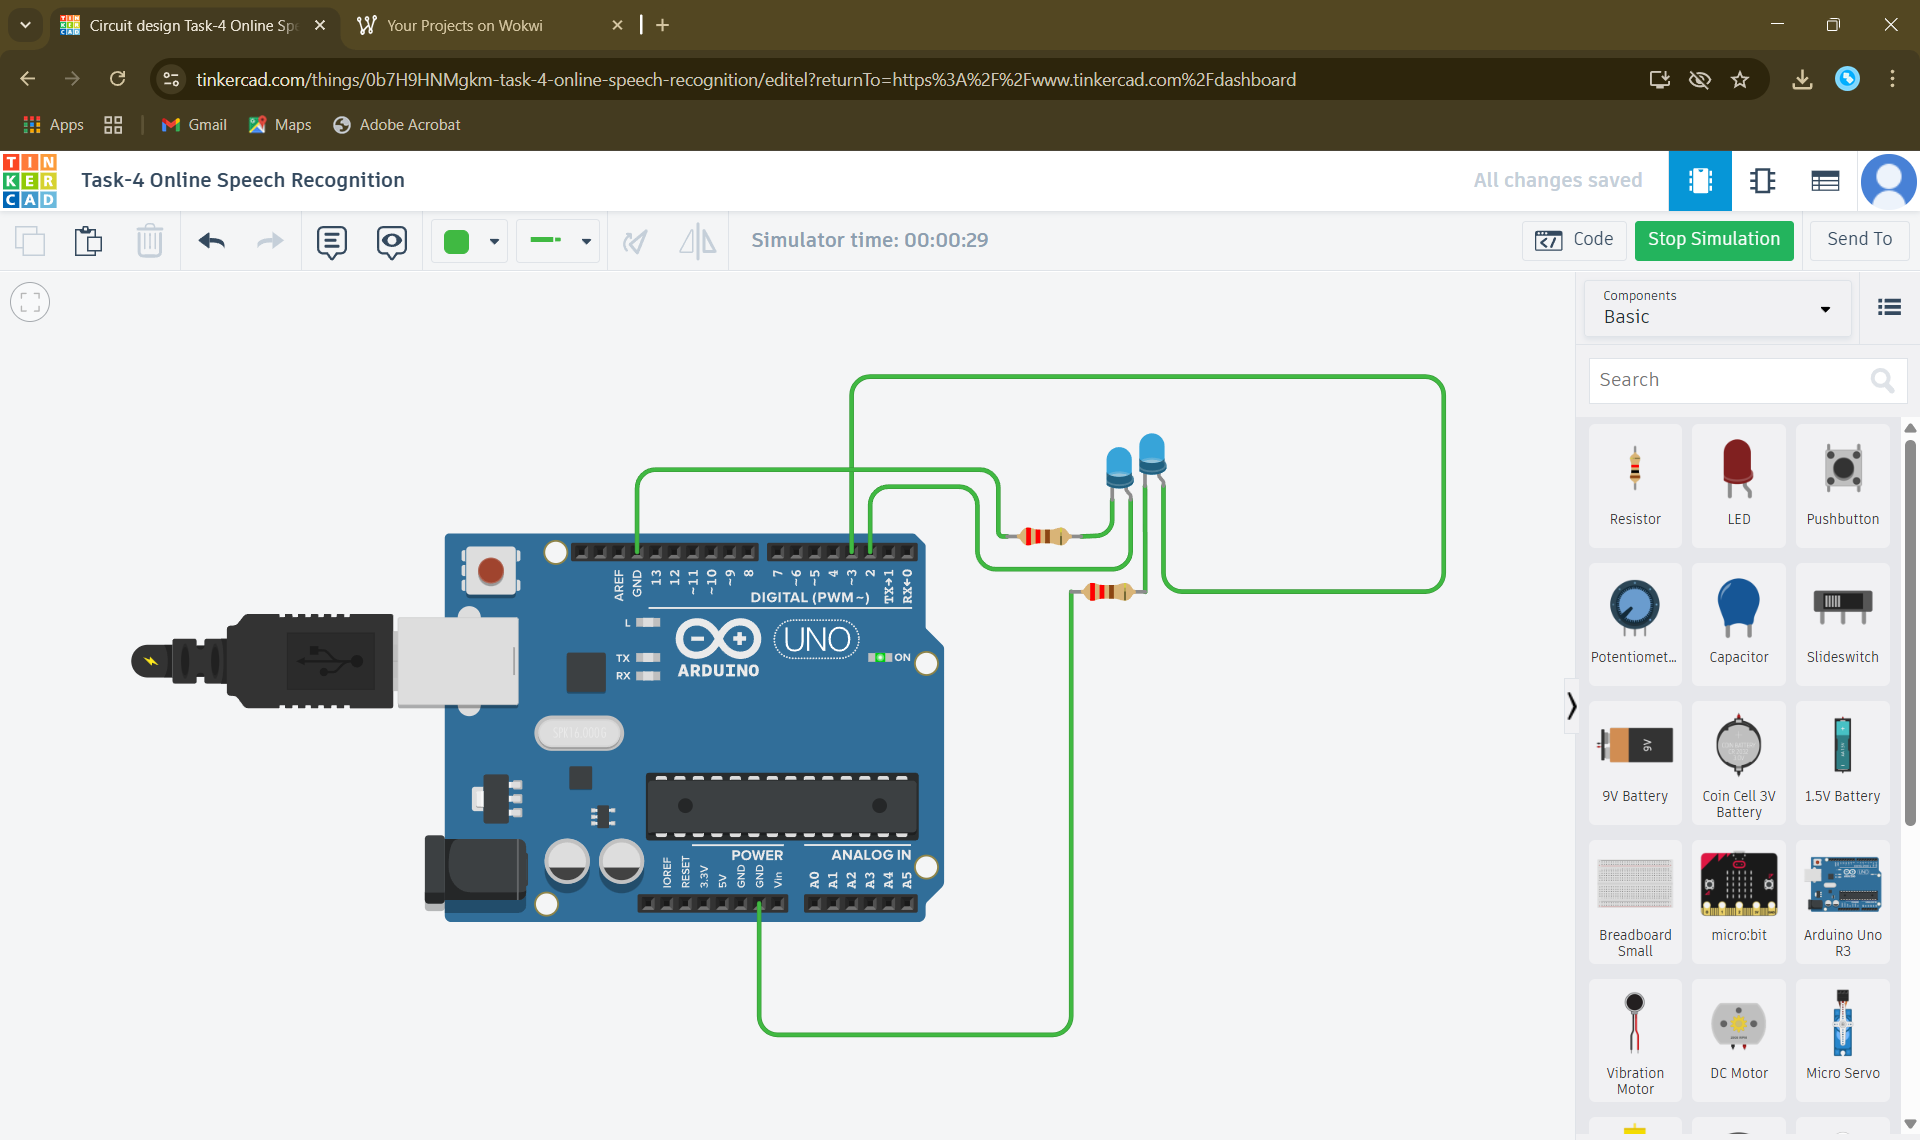 Circuit design Task-4 Online Spe
Your Projects on Wokwi
tinkercad.com/things/0b7H9HNMgkm-task-4-online-speech-recognition/editel?returnTo=https%3A%2F%2Fwww.tinkercad.com%2Fdashboard
Apps
Gmail
Maps
Adobe Acrobat
TIN
KER
CAD
Task-4 Online Speech Recognition
All changes saved
Simulator time: 00:00:29
Code
Stop Simulation
Send To
Components
Basic
Search
Resistor
LED
Pushbutton
Potentiomet...
Capacitor
Slideswitch
9V
9V Battery
Coin Cell 3V
Battery
1.5V Battery
Breadboard
Small
micro:bit
Arduino Uno
R3
Vibration
Motor
DC Motor
Micro Servo
AREF
GND
13
12
~11
~10
~9
8
7
~6
~5
4
~3
2
TX→1
RX←0
DIGITAL (PWM~)
L
TX
RX
ARDUINO
UNO
ON
POWER
ANALOG IN
IOREF
RESET
3.3V
5V
GND
GND
Vin
A0
A1
A2
A3
A4
A5